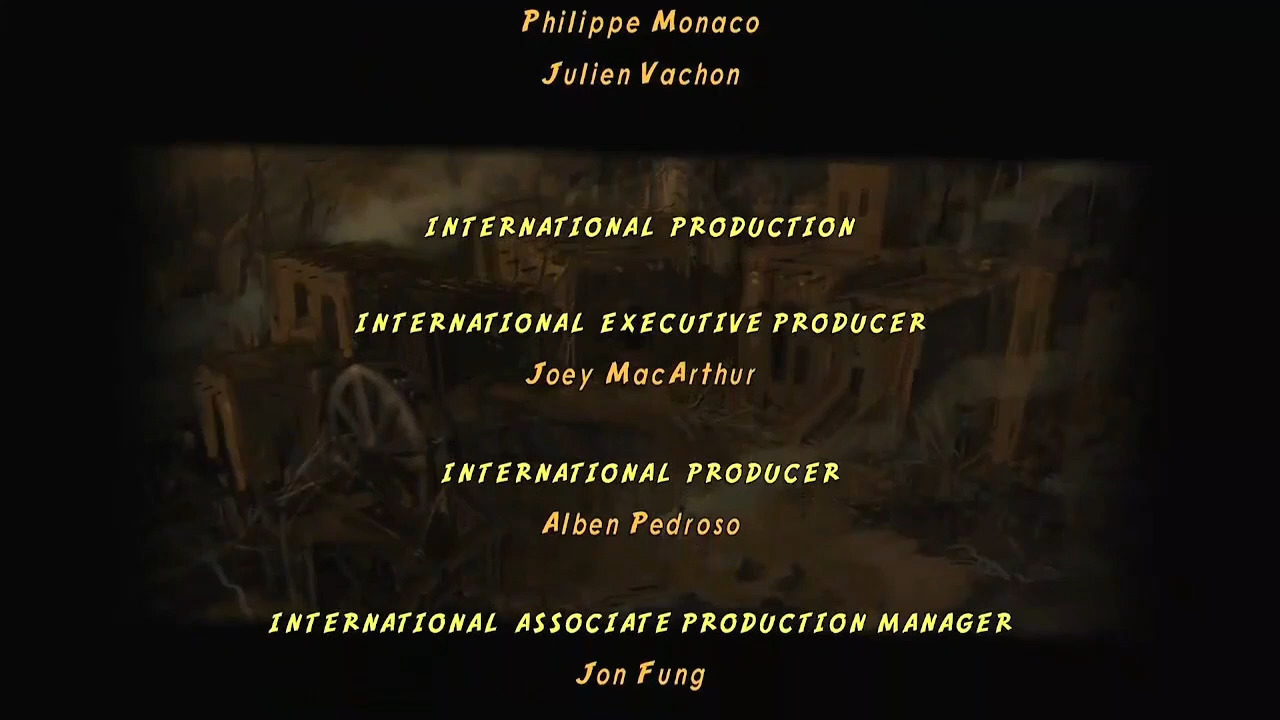 Philippe Monaco
Julien Vachon
INTERNATIONAL PRODUCTION
INTERNATIONAL EXECUTIVE PRODUCER
Joey MacArthur
INTERNATIONAL PRODUCER
Alben Pedroso
INTERNATIONAL ASSOCIATE PRODUCTION MANAGER
Jon Fung